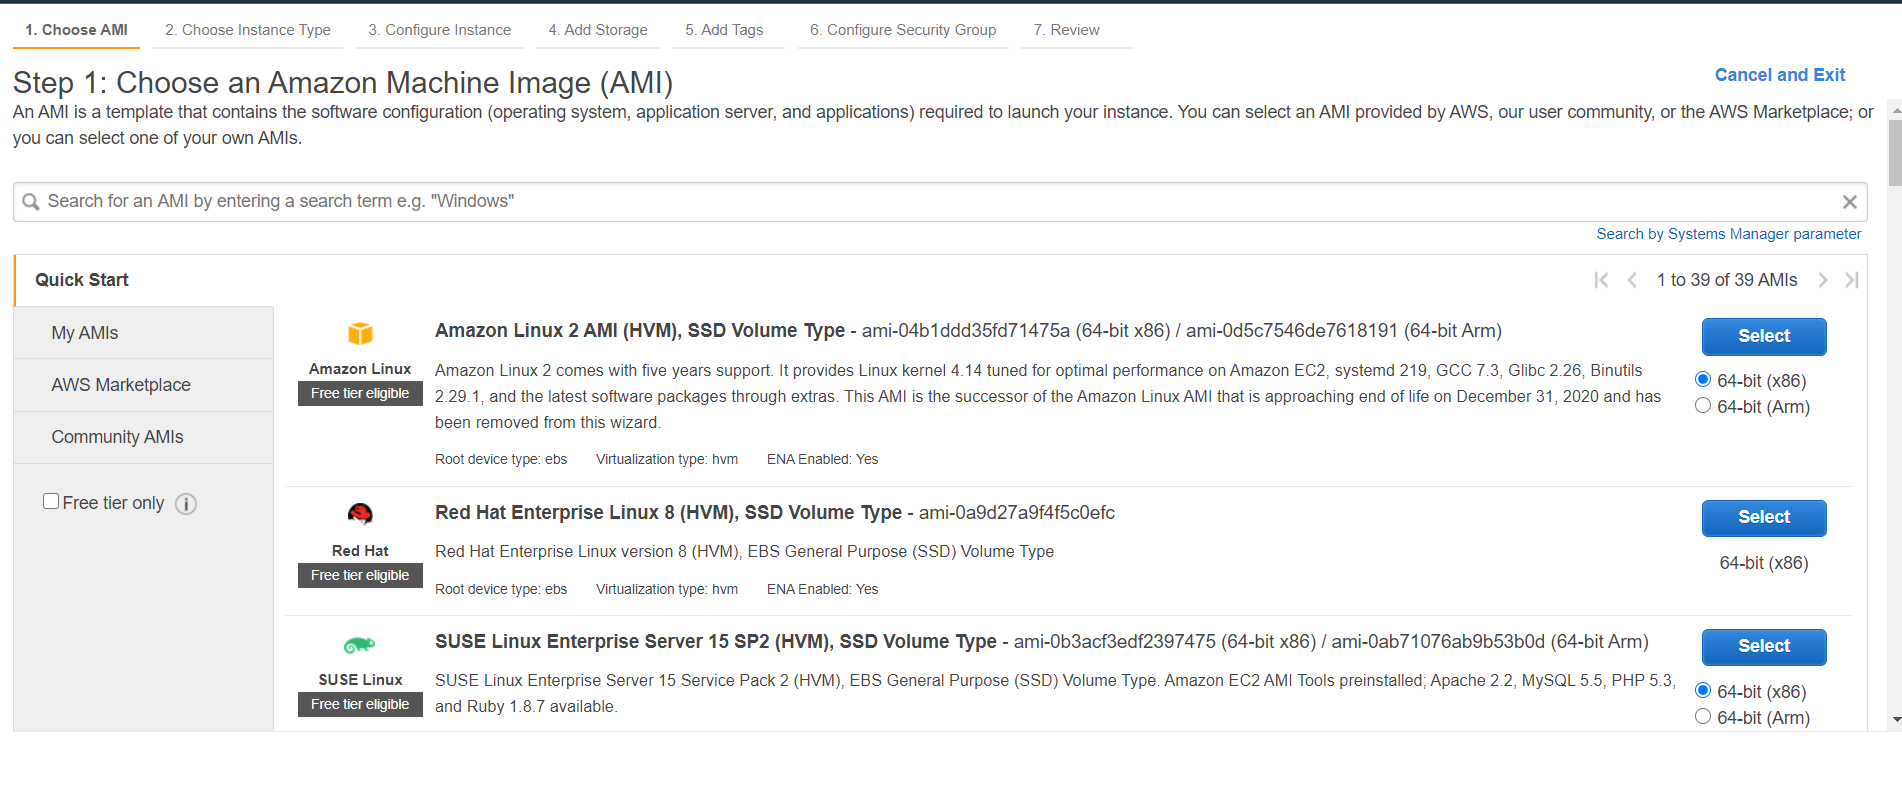 1. Choose AMI 2. Choose Instance Type 3. Configure Instance 4. Add Storage 5. Add Tags 6. Configure Security Group 7. Review
Step 1: Choose an Amazon Machine Image (AMI)
Cancel and Exit
An AMI is a template that contains the software configuration (operating system, application server, and applications) required to launch your instance. You can select an AMI provided by AWS, our user community, or the AWS Marketplace; or
you can select one of your own AMIs.
Search for an AMI by entering a search term e.g. "Windows"
Search by Systems Manager parameter
Quick Start
1 to 39 of 39 AMIs
My AMIs
AWS Marketplace
Community AMIs
Free tier only
Amazon Linux
Free tier eligible
Amazon Linux 2 AMI (HVM), SSD Volume Type - ami-04b1ddd35fd71475a (64-bit x86) / ami-0d5c7546de7618191 (64-bit Arm)
Amazon Linux 2 comes with five years support. It provides Linux kernel 4.14 tuned for optimal performance on Amazon EC2, systemd 219, GCC 7.3, Glibc 2.26, Binutils
2.29.1, and the latest software packages through extras. This AMI is the successor of the Amazon Linux AMI that is approaching end of life on December 31, 2020 and has
been removed from this wizard.
Root device type: ebs Virtualization type: hvm ENA Enabled: Yes
Select
64-bit (x86)
64-bit (Arm)
Red Hat
Free tier eligible
Red Hat Enterprise Linux 8 (HVM), SSD Volume Type - ami-0a9d27a9f4f5c0efc
Red Hat Enterprise Linux version 8 (HVM), EBS General Purpose (SSD) Volume Type
Root device type: ebs Virtualization type: hvm ENA Enabled: Yes
Select
64-bit (x86)
SUSE Linux
Free tier eligible
SUSE Linux Enterprise Server 15 SP2 (HVM), SSD Volume Type - ami-0b3acf3edf2397475 (64-bit x86) / ami-0ab71076ab9b53b0d (64-bit Arm)
SUSE Linux Enterprise Server 15 Service Pack 2 (HVM), EBS General Purpose (SSD) Volume Type. Amazon EC2 AMI Tools preinstalled; Apache 2.2, MySQL 5.5, PHP 5.3,
and Ruby 1.8.7 available.
Select
64-bit (x86)
64-bit (Arm)